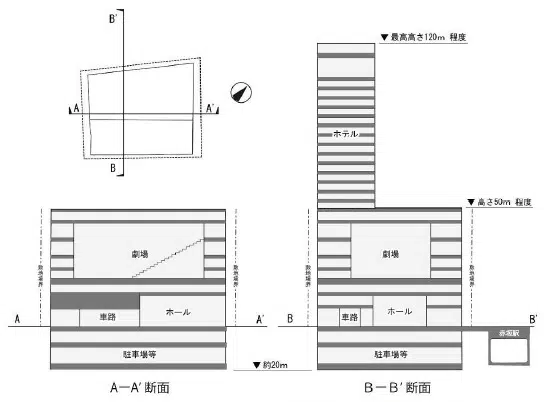 B'
A
A'
B
▼ 最高高さ120m 程度
ホテル
▼ 高さ50m 程度
劇場
敷地境界
敷地境界
車路
ホール
A
A'
駐車場等
▼ 約20m
A－A' 断面
劇場
敷地境界
敷地境界
車路
ホール
B
B'
赤坂駅
駐車場等
B－B' 断面